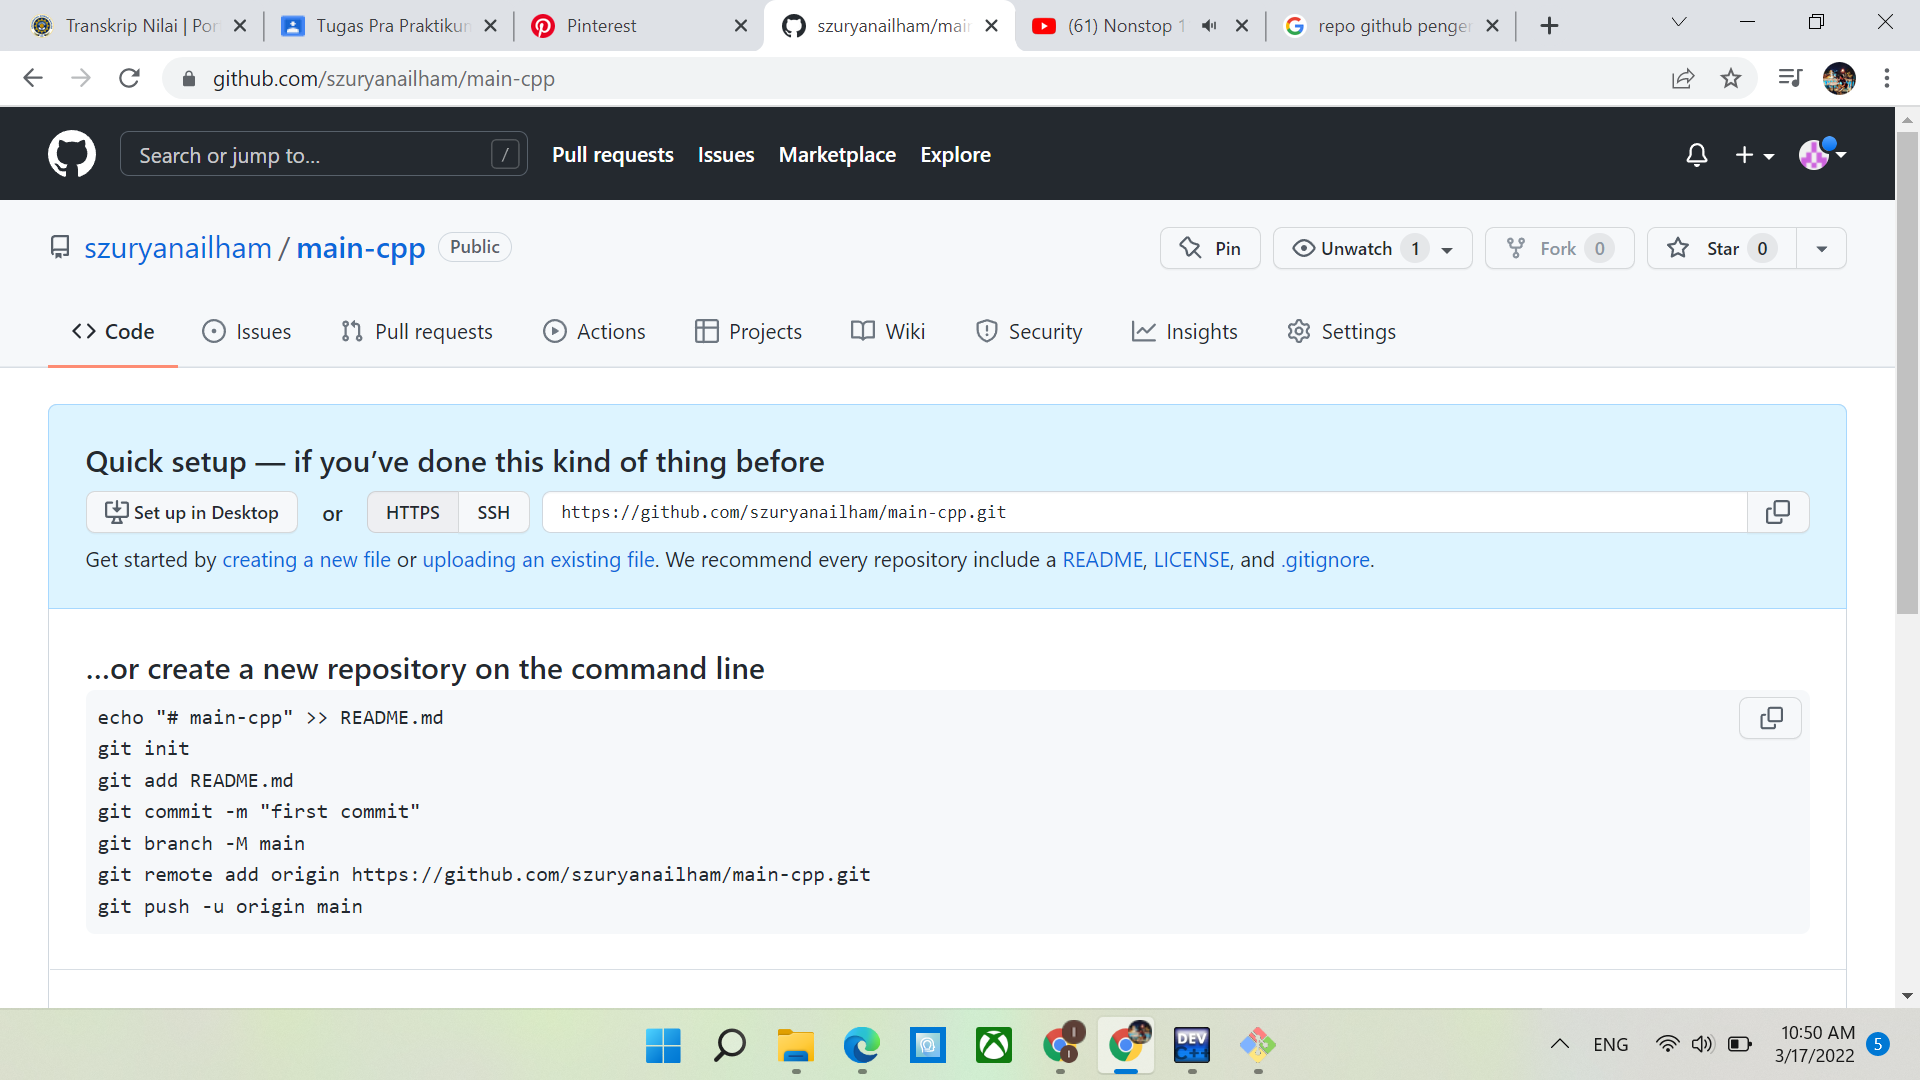 Transkrip Nilai | Por
Tugas Pra Praktikun
Pinterest
szuryanailham/mai
(61) Nonstop 1
repo github penger
github.com/szuryanailham/main-cpp
Search or jump to...
/
Pull requests
Issues
Marketplace
Explore
szuryanailham / main-cpp
Public
Pin
Unwatch 1
Fork 0
Star 0
Code
Issues
Pull requests
Actions
Projects
Wiki
Security
Insights
Settings
Quick setup — if you’ve done this kind of thing before
Set up in Desktop
or
HTTPS
SSH
https://github.com/szuryanailham/main-cpp.git
Get started by creating a new file or uploading an existing file. We recommend every repository include a README, LICENSE, and .gitignore.
…or create a new repository on the command line
echo "# main-cpp" >> README.md
git init
git add README.md
git commit -m "first commit"
git branch -M main
git remote add origin https://github.com/szuryanailham/main-cpp.git
git push -u origin main
I
I
DEV
C++
ENG
10:50 AM
3/17/2022
5